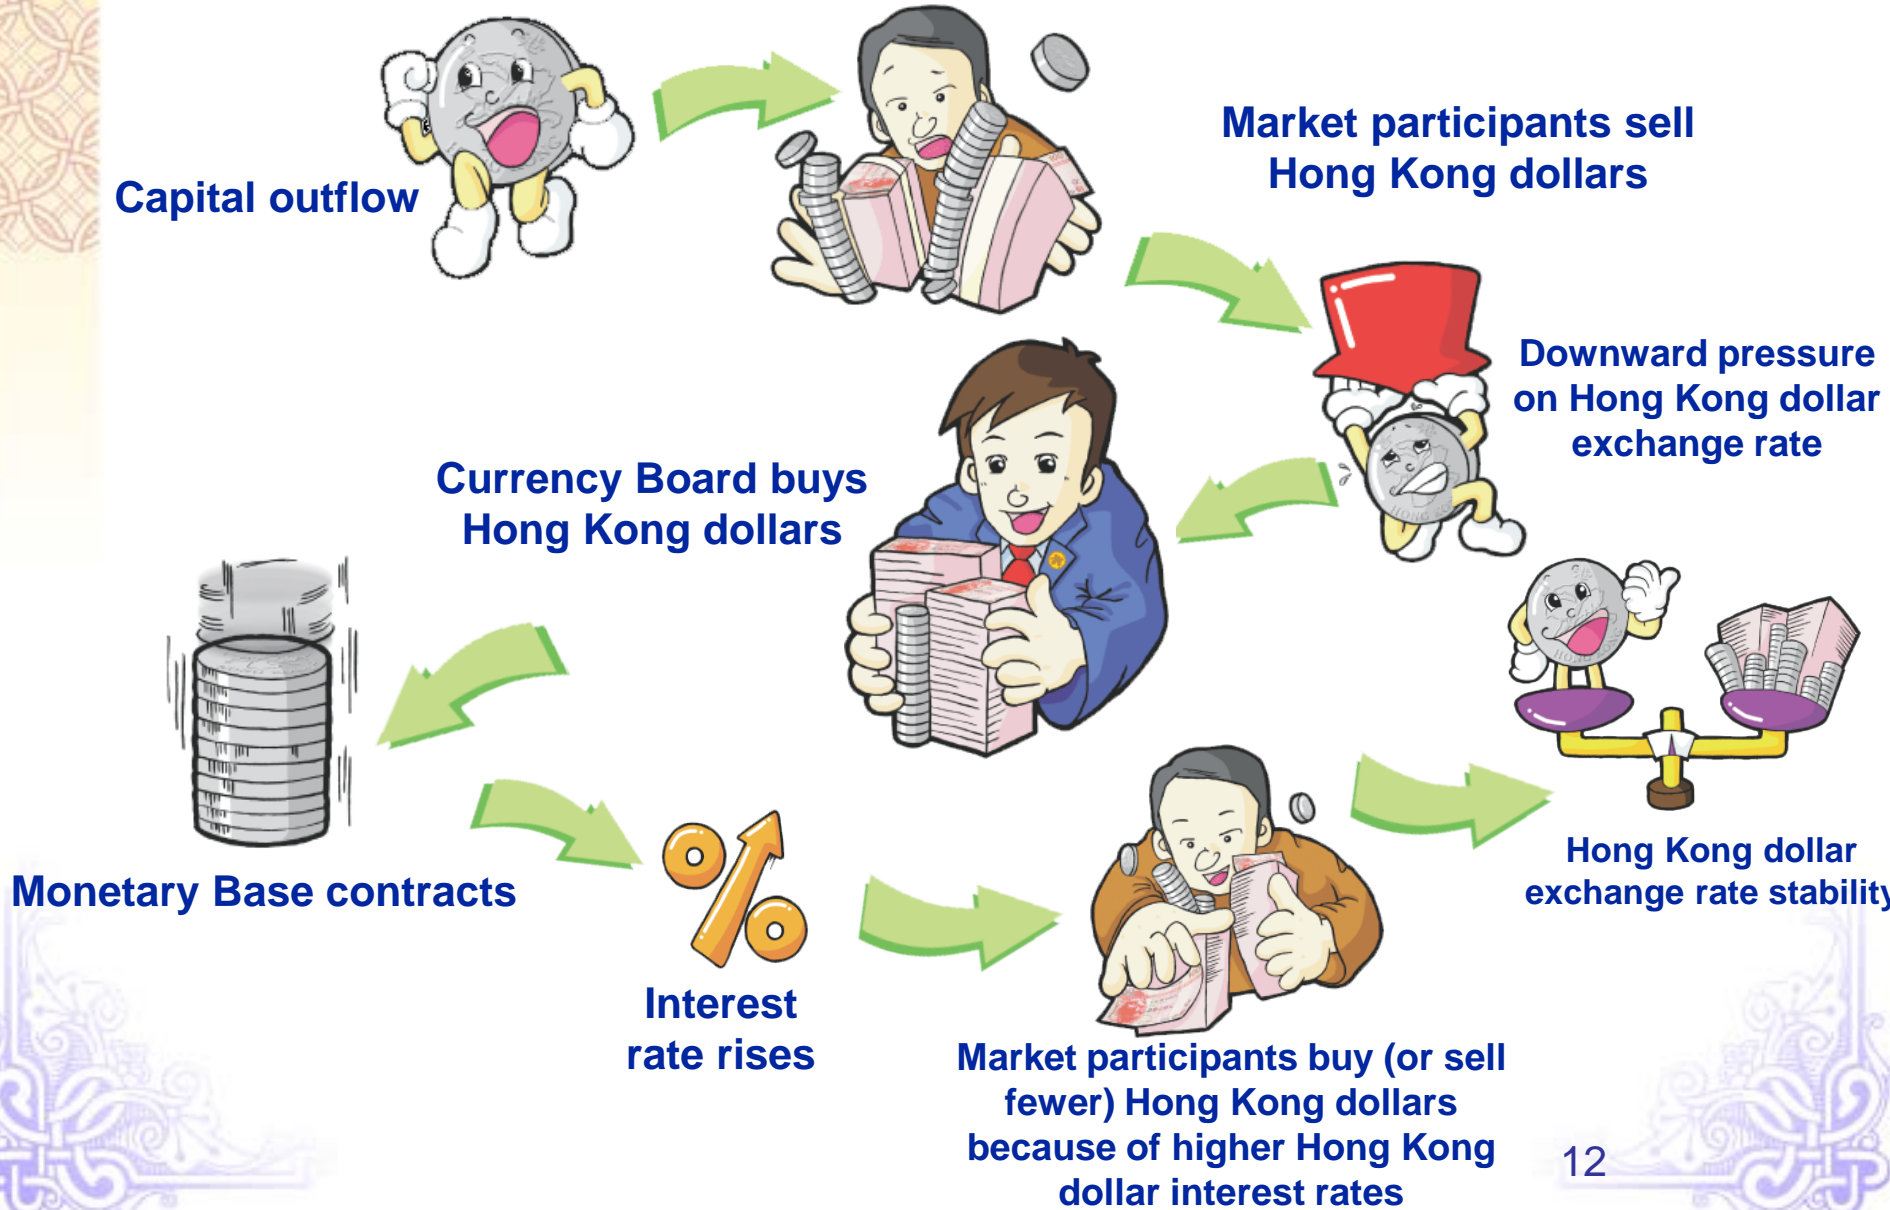 Capital outflow
Market participants sell
Hong Kong dollars
Downward pressure
on Hong Kong dollar
exchange rate
Currency Board buys
Hong Kong dollars
Monetary Base contracts
Interest
rate rises
Market participants buy (or sell
fewer) Hong Kong dollars
because of higher Hong Kong
dollar interest rates
Hong Kong dollar
exchange rate stability
12